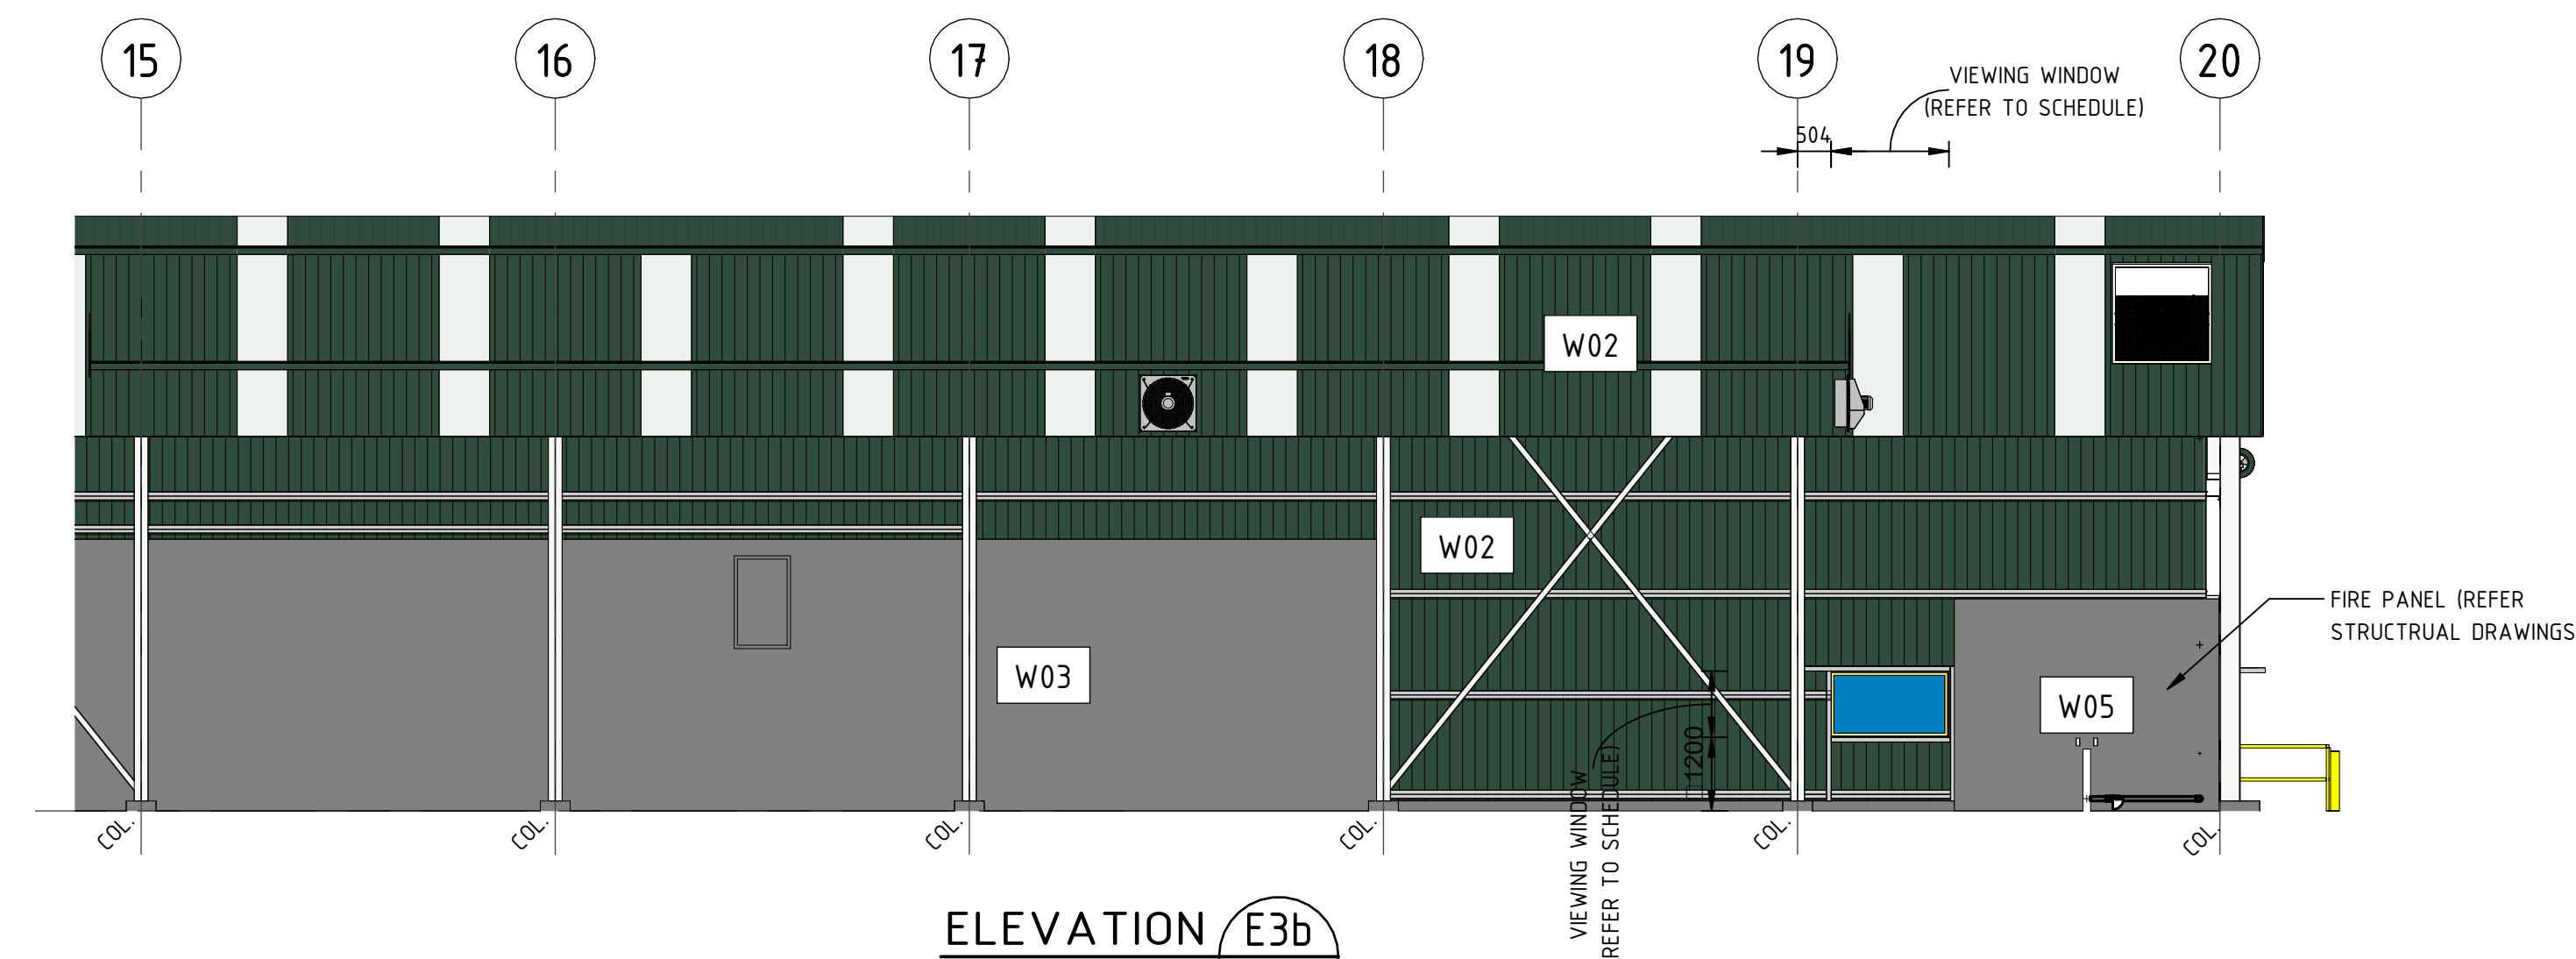 15
16
17
18
19
20
VIEWING WINDOW
(REFER TO SCHEDULE)
504
W02
W02
W03
W05
FIRE PANEL (REFER
STRUCTRUAL DRAWINGS
1200
VIEWING WINDOW
REFER TO SCHEDULE)
COL.
COL.
COL.
COL.
COL.
COL.
ELEVATION E3b